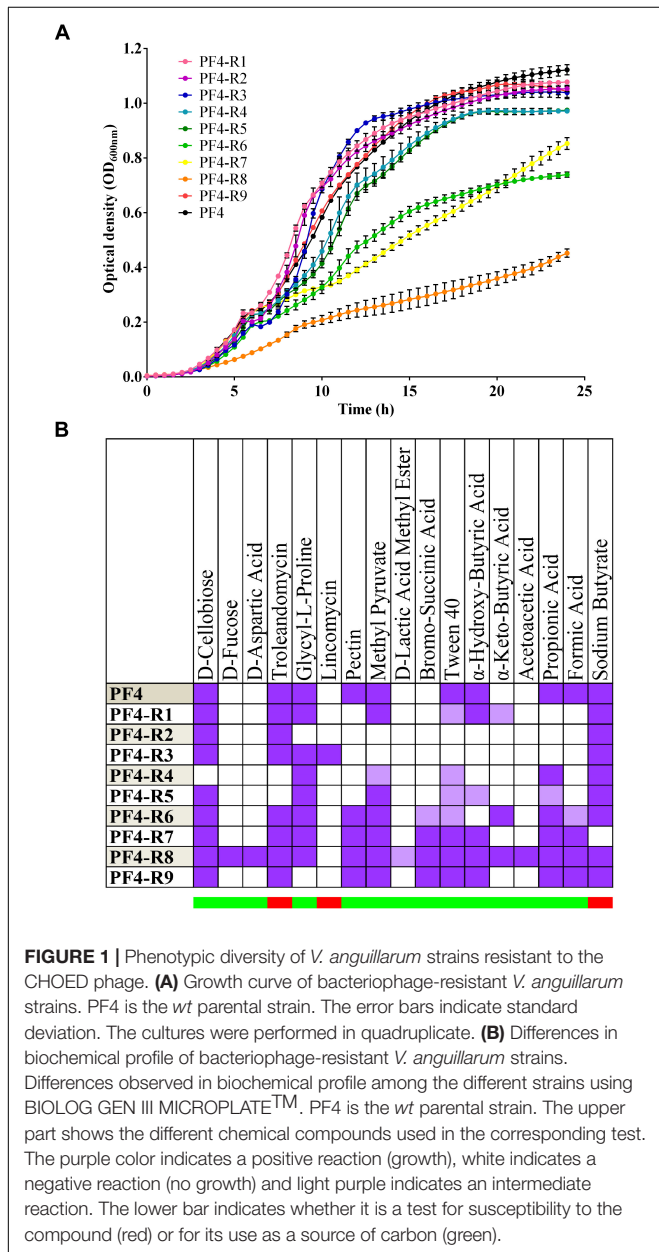 A
PF4-R1
PF4-R2
PF4-R3
PF4-R4
PF4-R5
PF4-R6
PF4-R7
PF4-R8
PF4-R9
PF4
Optical density (OD600nm)
1.2
1.0
0.8
0.6
0.4
0.2
0.0
0 5 10 15 20 25
Time (h)
B
D-Cellobiose
D-Fucose
D-Aspartic Acid
Troleandomycin
Glycyl-L-Proline
Lincomycin
Pectin
Methyl Pyruvate
D-Lactic Acid Methyl Ester
Bromo-Succinic Acid
Tween 40
α-Hydroxy-Butyric Acid
α-Keto-Butyric Acid
Acetoacetic Acid
Propionic Acid
Formic Acid
Sodium Butyrate
PF4
PF4-R1
PF4-R2
PF4-R3
PF4-R4
PF4-R5
PF4-R6
PF4-R7
PF4-R8
PF4-R9
FIGURE 1 | Phenotypic diversity of V. anguillarum strains resistant to the
CHOED phage. (A) Growth curve of bacteriophage-resistant V. anguillarum
strains. PF4 is the wt parental strain. The error bars indicate standard
deviation. The cultures were performed in quadruplicate. (B) Differences in
biochemical profile of bacteriophage-resistant V. anguillarum strains.
Differences observed in biochemical profile among the different strains using
BIOLOG GEN III MICROPLATE™. PF4 is the wt parental strain. The upper
part shows the different chemical compounds used in the corresponding test.
The purple color indicates a positive reaction (growth), white indicates a
negative reaction (no growth) and light purple indicates an intermediate
reaction. The lower bar indicates whether it is a test for susceptibility to the
compound (red) or for its use as a source of carbon (green).